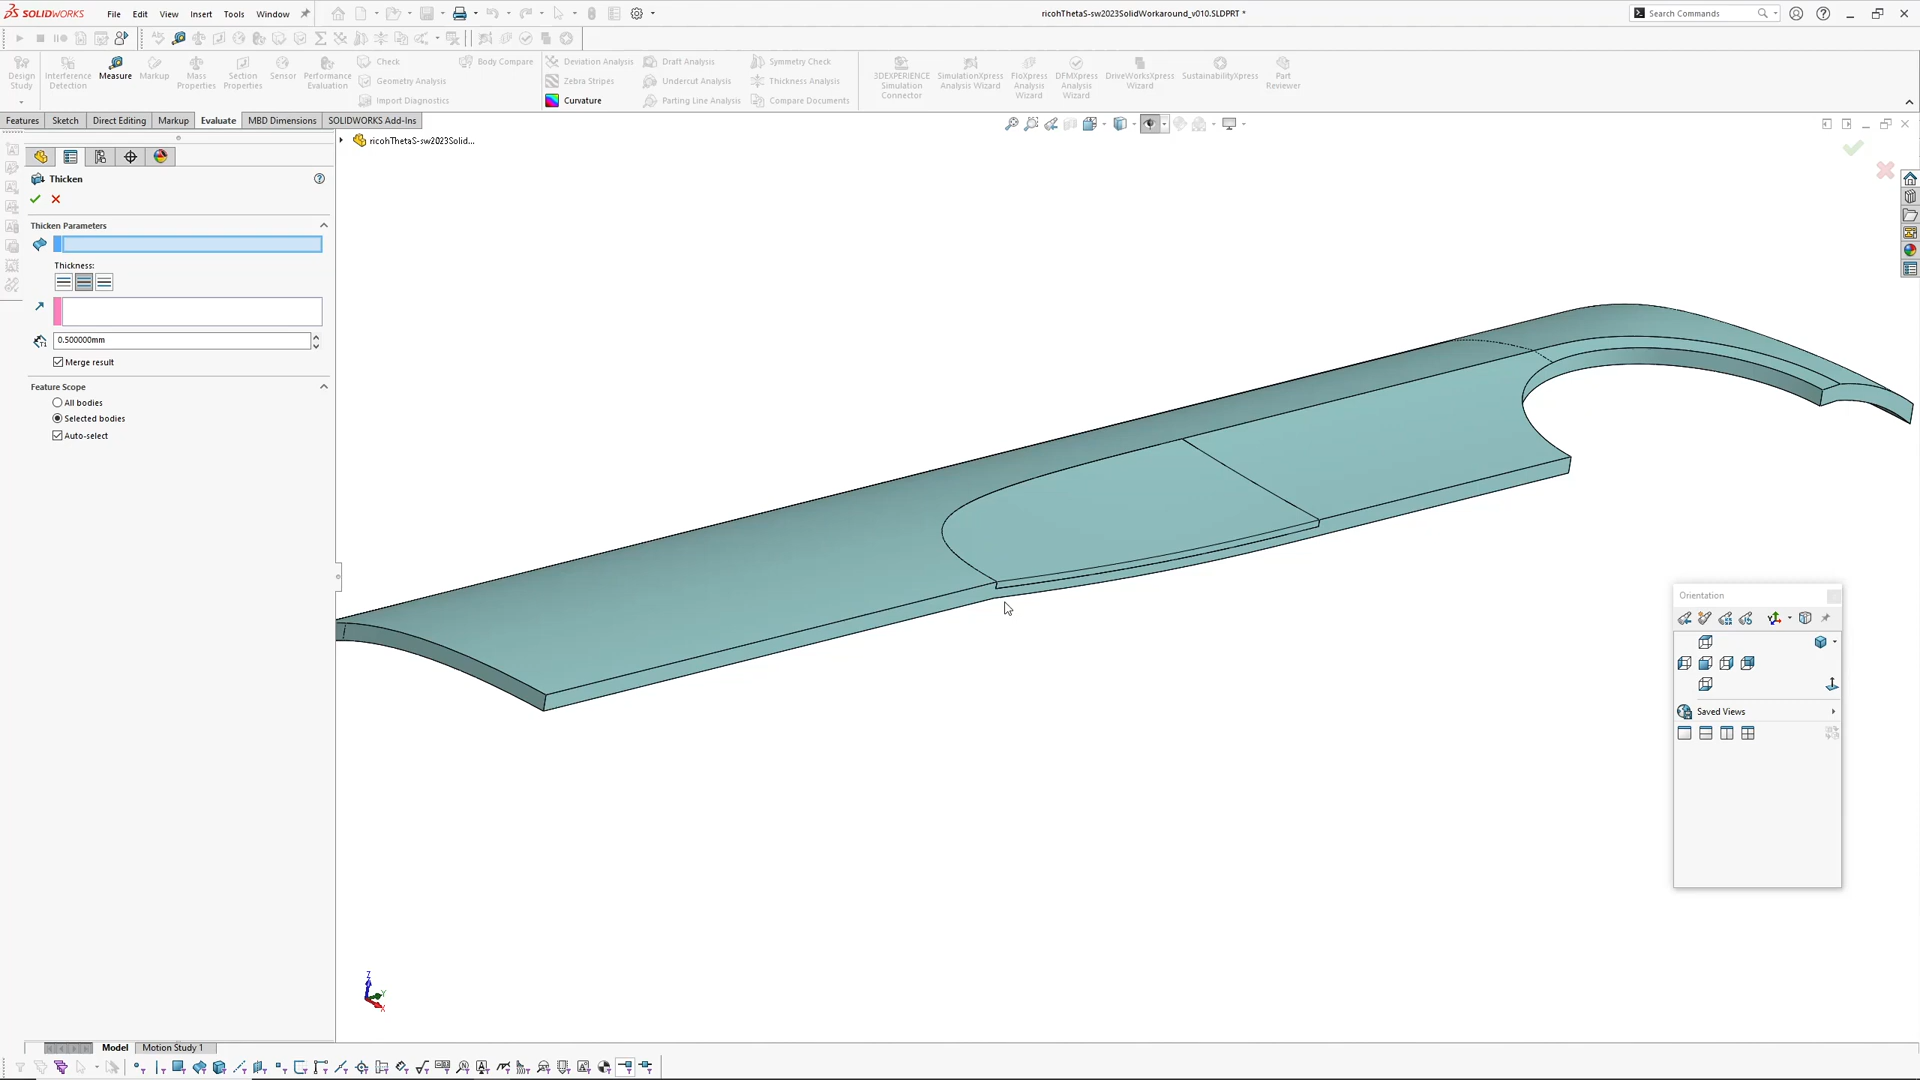 SOLIDWORKS File Edit View Insert Tools Window
ricohThetaS-sw2023SolidWorkaround_v010.SLDPRT *
Search Commands
Design Study
Interference Detection
Measure
Markup
Mass Properties
Section Properties
Sensor
Performance Evaluation
Check
Geometry Analysis
Import Diagnostics
Body Compare
Deviation Analysis
Zebra Stripes
Curvature
Draft Analysis
Undercut Analysis
Parting Line Analysis
Symmetry Check
Thickness Analysis
Compare Documents
3DEXPERIENCE Simulation Connector
SimulationXpress Analysis Wizard
FloXpress Analysis Wizard
DFMXpress Analysis Wizard
DriveWorksXpress Wizard
SustainabilityXpress
Part Reviewer
Features Sketch Direct Editing Markup Evaluate MBD Dimensions SOLIDWORKS Add-Ins
ricohThetaS-sw2023Solid...
Thicken
Thicken Parameters
Thickness:
0.500000mm
Merge result
Feature Scope
All bodies
Selected bodies
Auto-select
Orientation
Saved Views
Z
Y
X
Model Motion Study 1